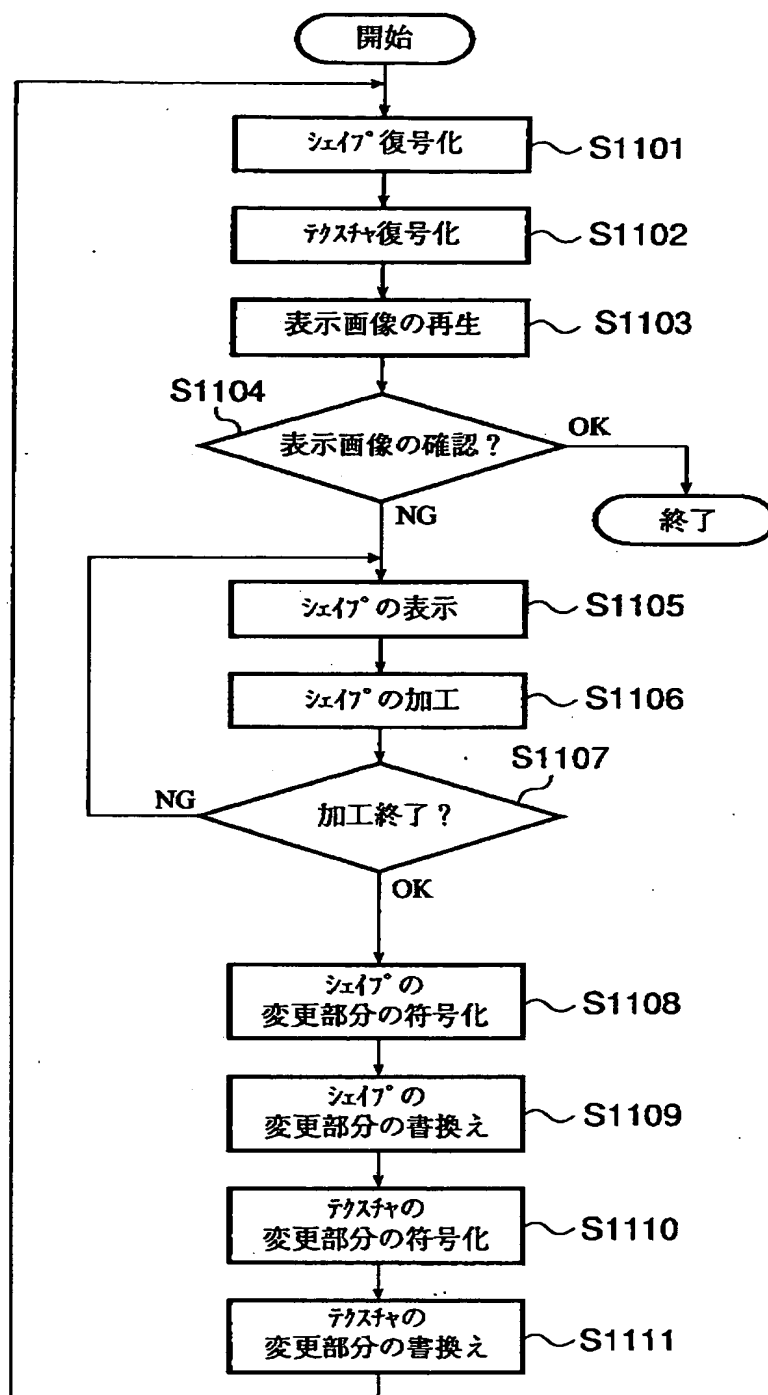 開始
ｼｪｲﾌﾟ復号化
S1101
ﾃｸｽﾁｬ復号化
S1102
表示画像の再生
S1103
S1104
表示画像の確認？
OK
NG
終了
ｼｪｲﾌﾟの表示
S1105
ｼｪｲﾌﾟの加工
S1106
S1107
NG
加工終了？
OK
ｼｪｲﾌﾟの
変更部分の符号化
S1108
ｼｪｲﾌﾟの
変更部分の書換え
S1109
ﾃｸｽﾁｬの
変更部分の符号化
S1110
ﾃｸｽﾁｬの
変更部分の書換え
S1111